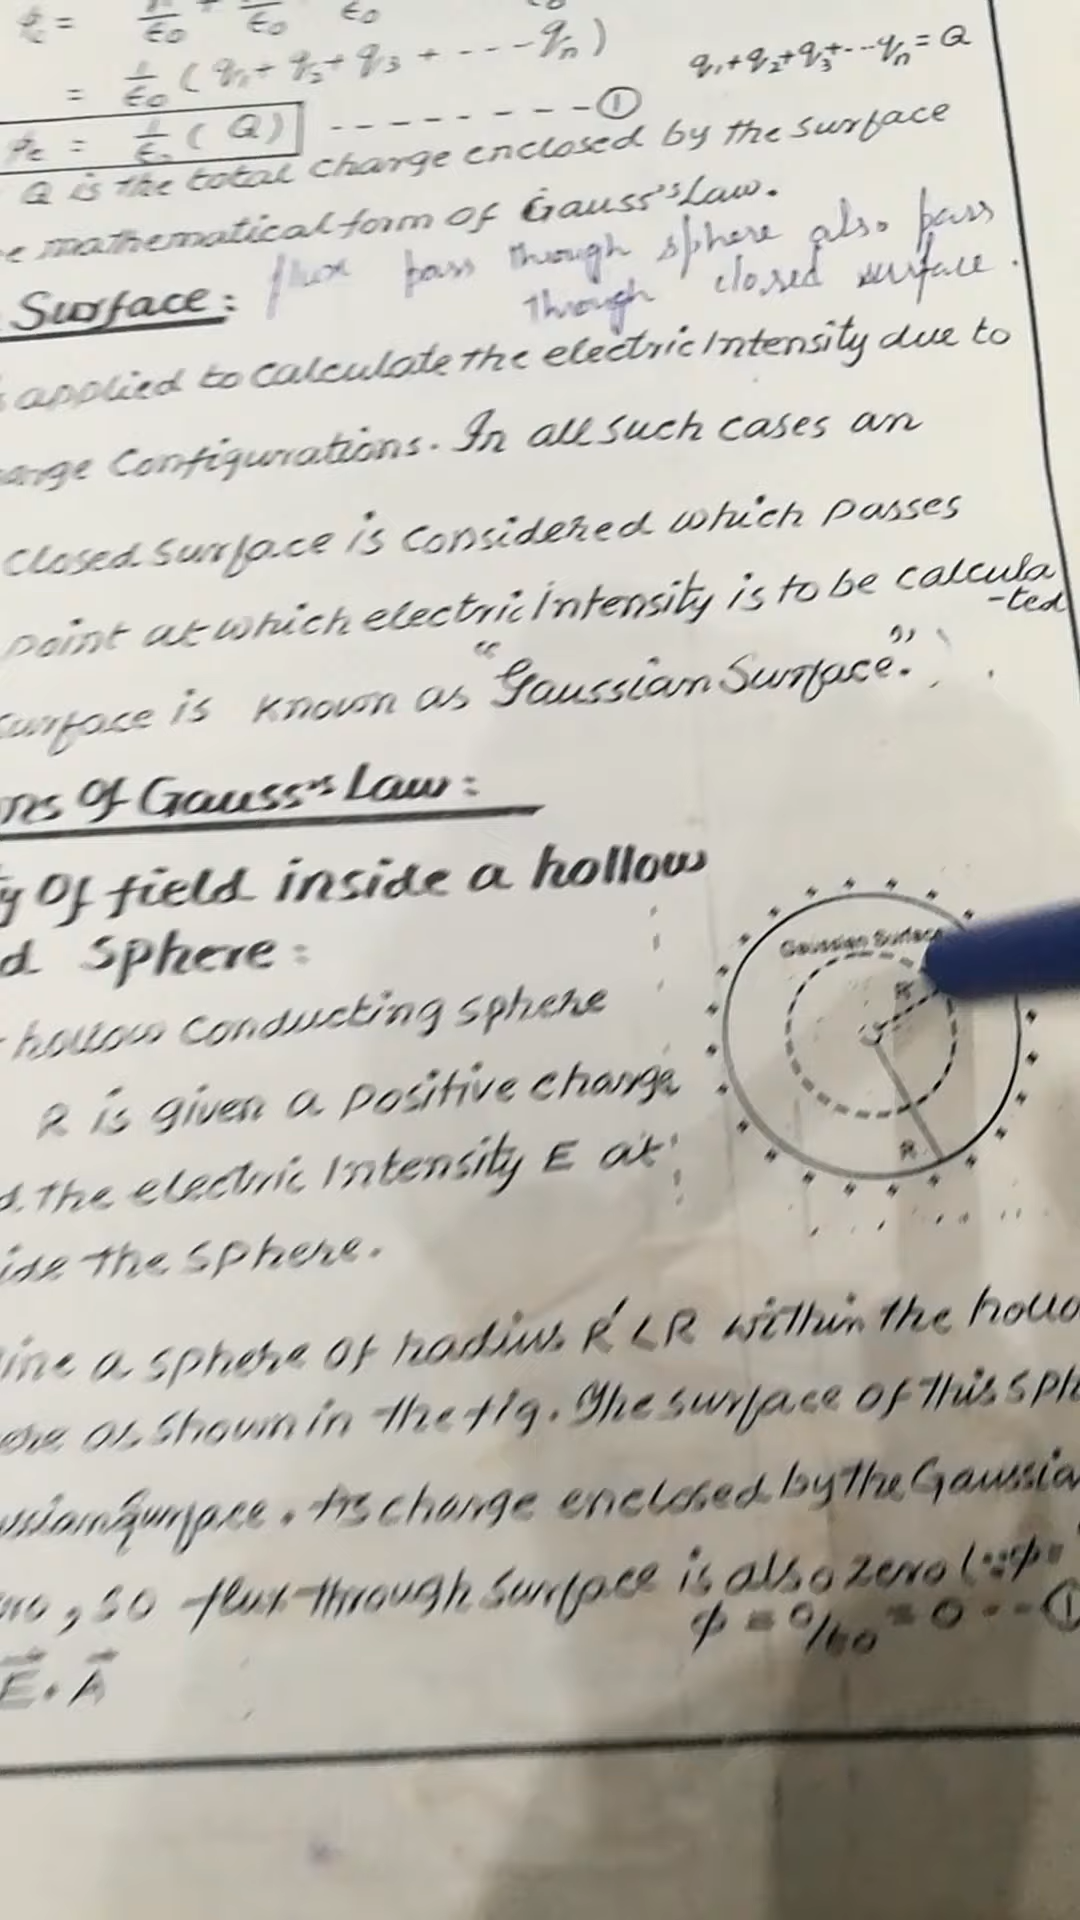 = 1/ε0 ( q1 + q2 + q3 + ---- qn ) q1+q2+q3+---qn = Q
= 1/ε0 ( Q ) --------①
Q is the total charge enclosed by the surface
mathematical form of Gauss's Law.
flux pass through sphere also pass
through closed surface.
Surface:
applied to calculate the electric Intensity due to
Configurations. In all such cases an
Closed Surface is Considered which passes
point at which electric Intensity is to be calcula
-ted
surface is known as "Gaussian Surface".
Of Gauss's Law:
Of field inside a hollow
Sphere:
Gaussian Surface
R'
hollow Conducting sphere
R is given a positive charge
the electric Intensity E at
R
the sphere.
a sphere of radius R' < R within the
as shown in the fig. The surface of this
Surface. As charge enclosed by the
, so flux through surface is also zero (∵ϕ=
ϕ = 0/ε0 = 0 --①
E⃗ . A⃗